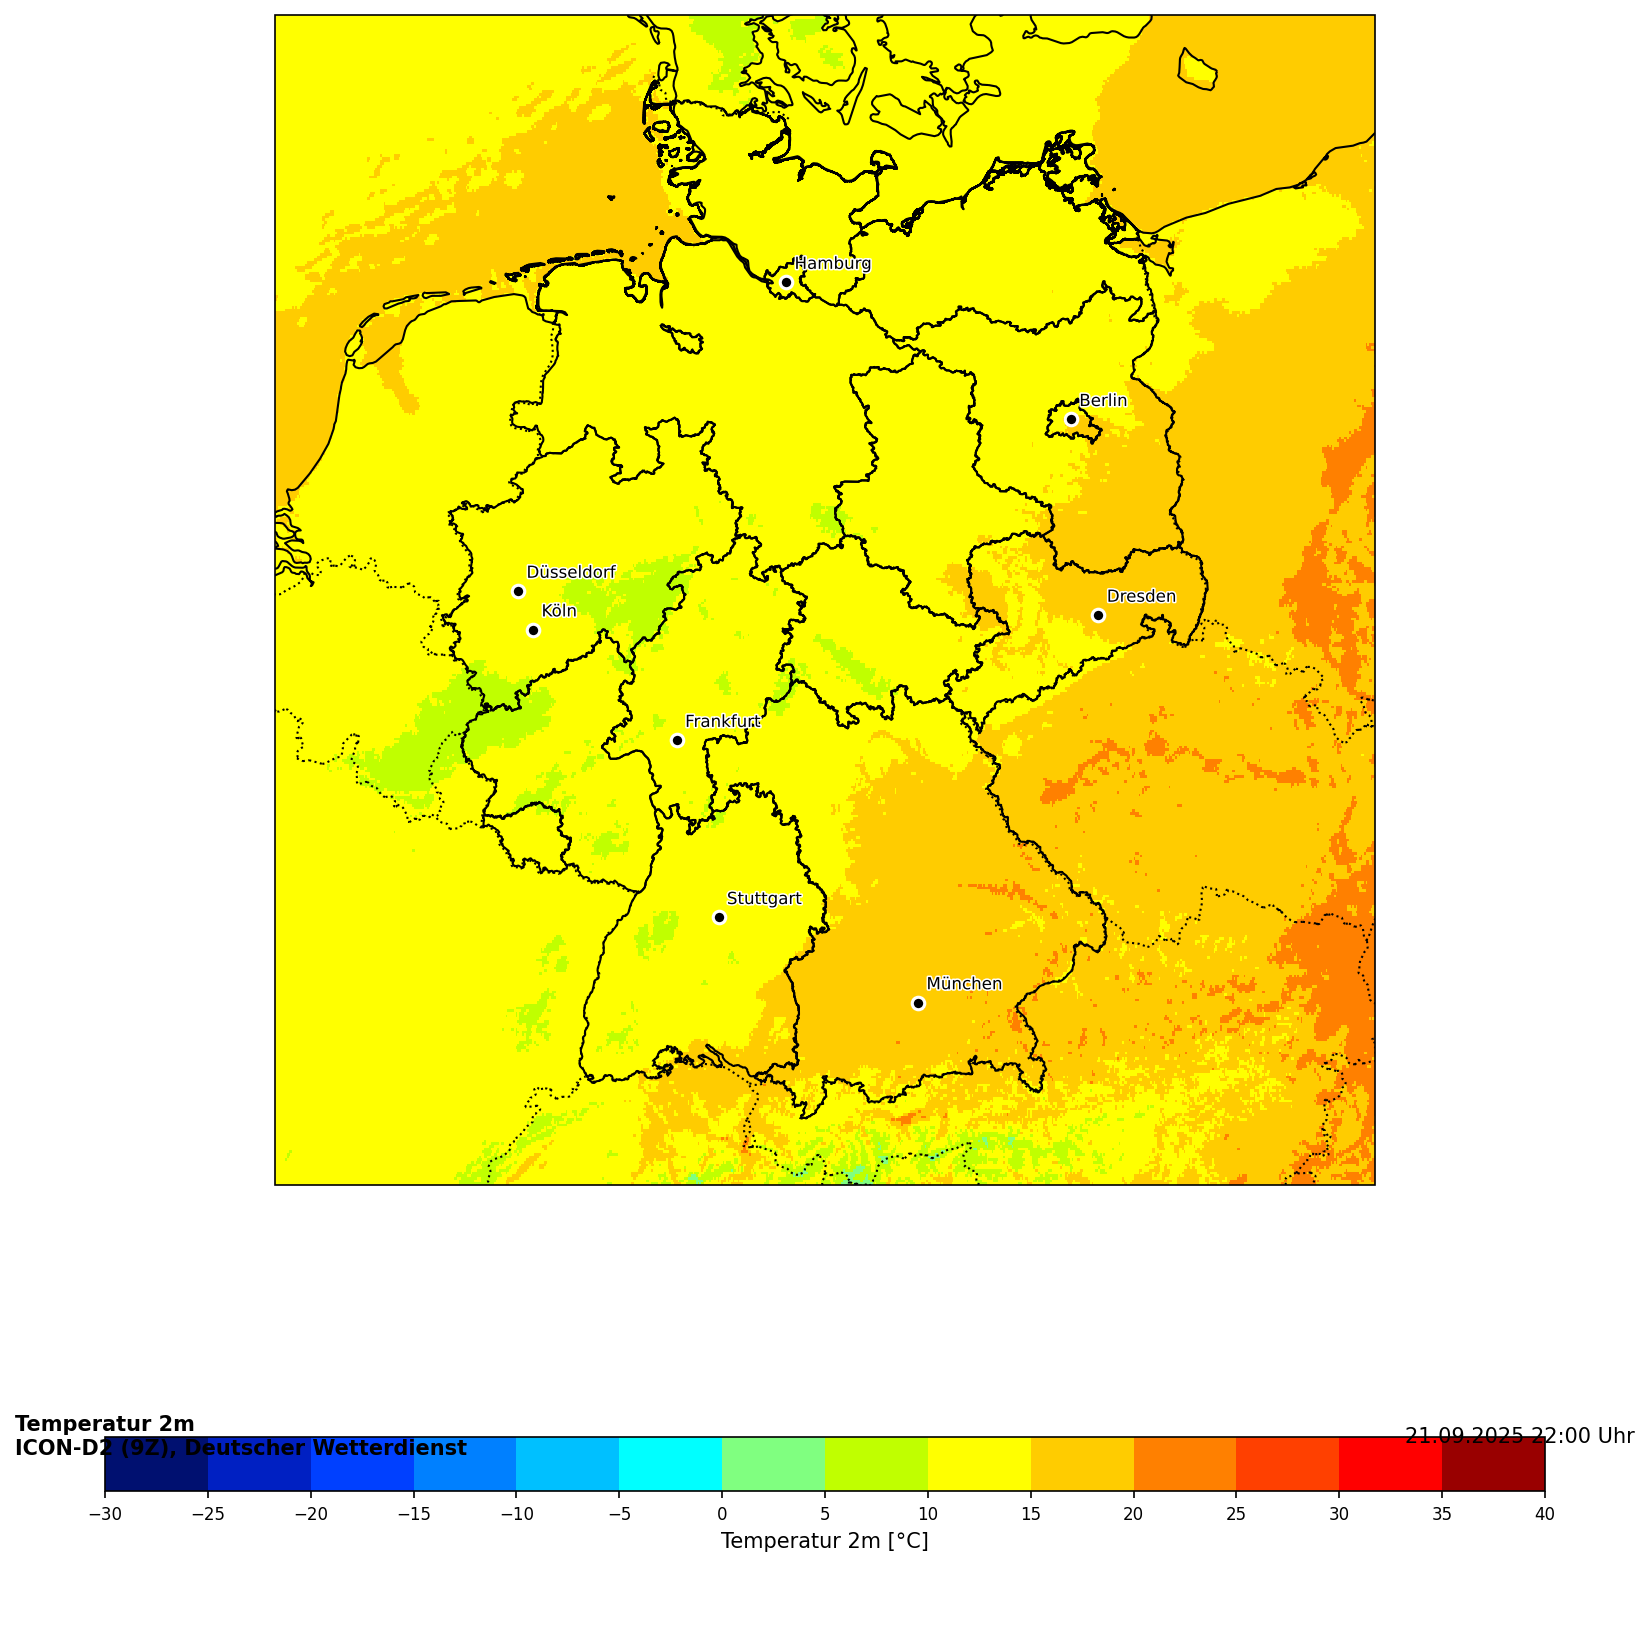 Hamburg
Berlin
Düsseldorf
Köln
Dresden
Frankfurt
Stuttgart
München
Temperatur 2m
ICON-D2 (9Z), Deutscher Wetterdienst
21.09.2025 22:00 Uhr
−30 −25 −20 −15 −10 −5 0 5 10 15 20 25 30 35 40
Temperatur 2m [°C]